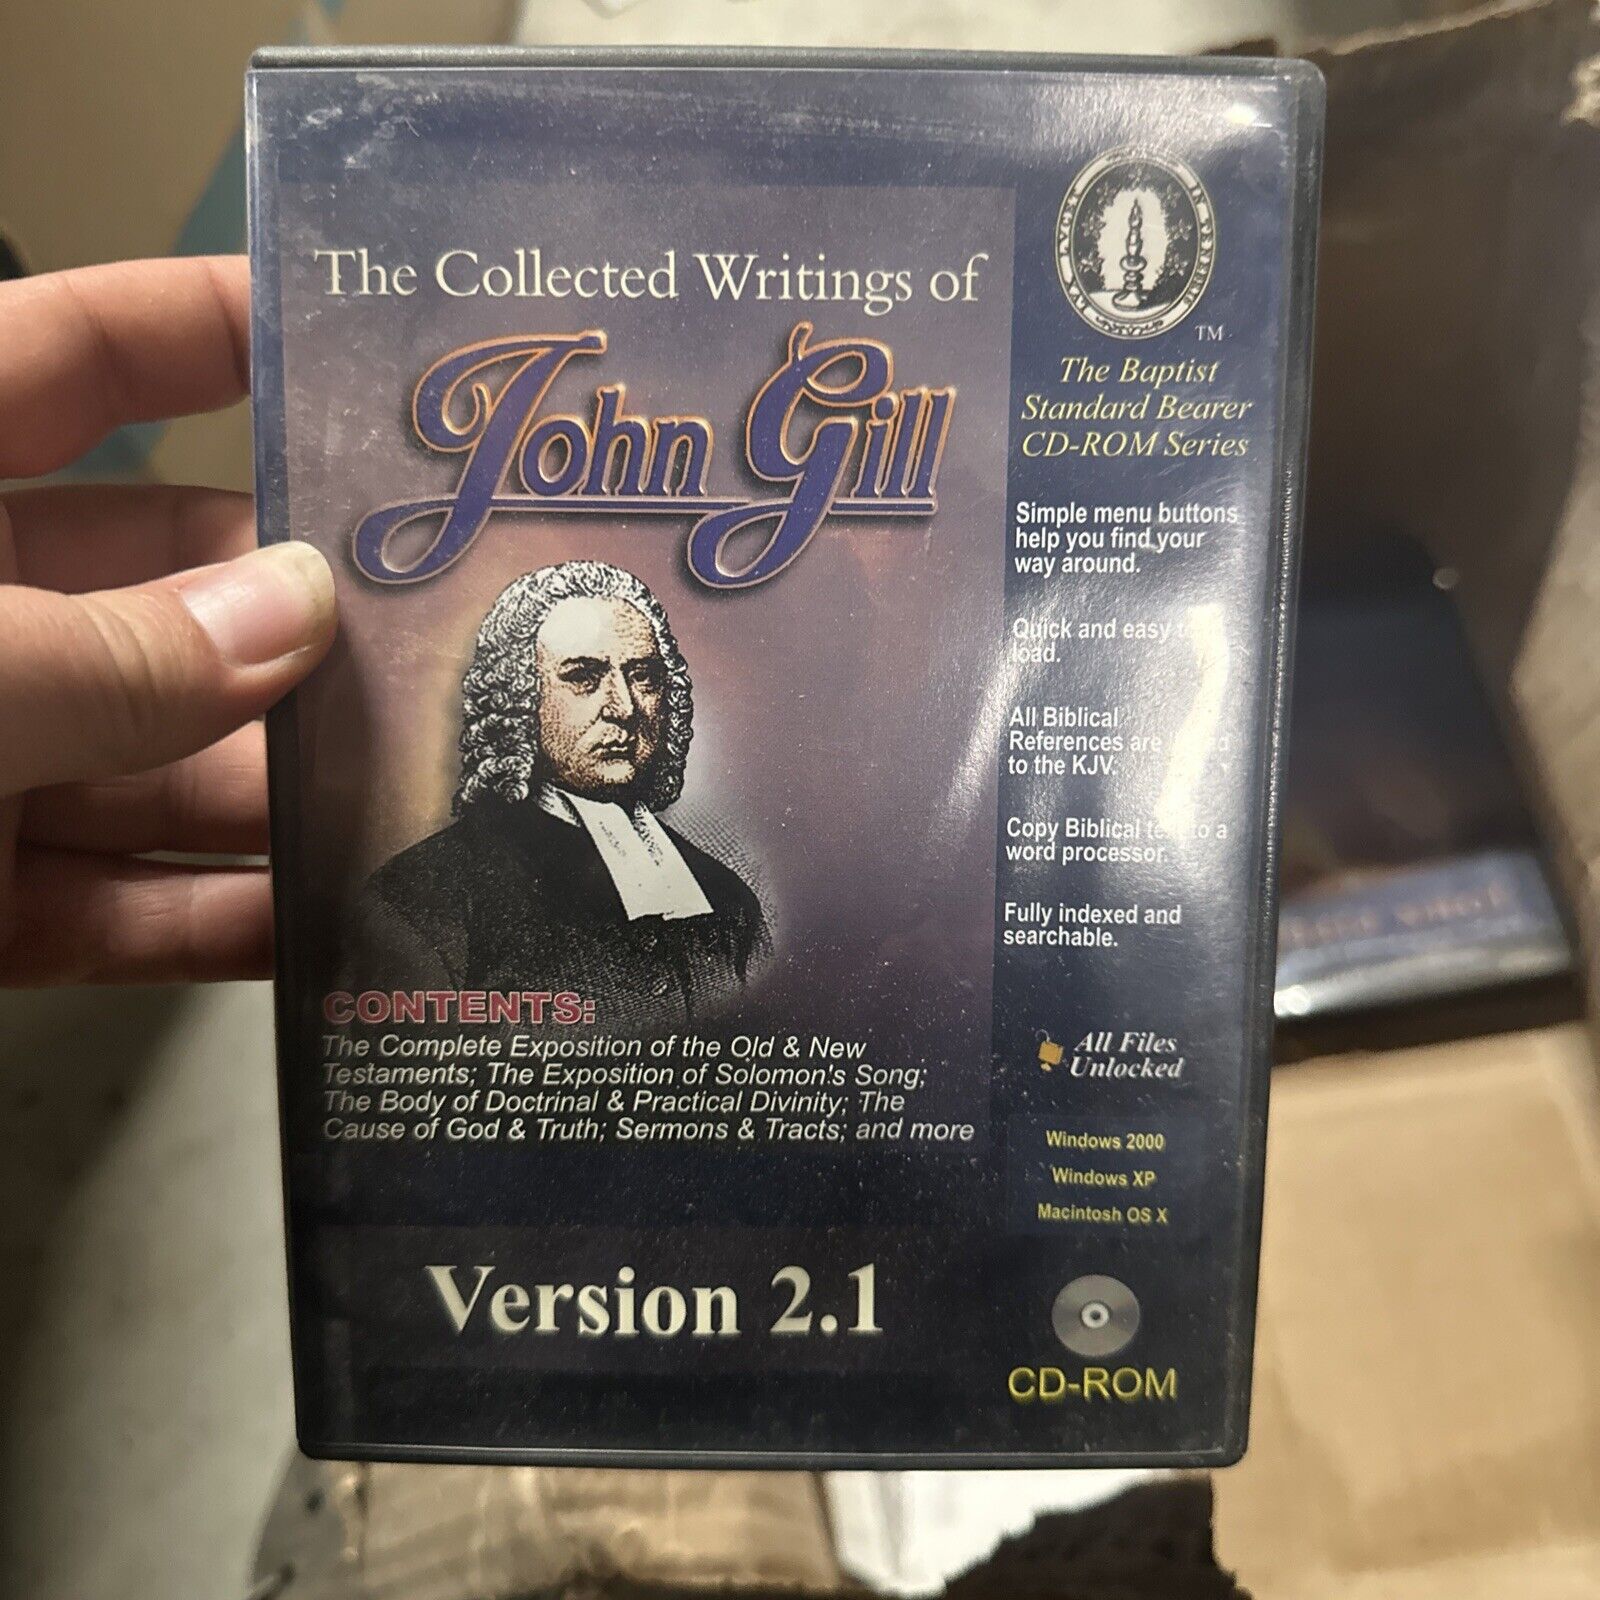 The Collected Writings of
John Gill
CONTENTS:
The Complete Exposition of the Old & New
Testaments; The Exposition of Solomon's Song;
The Body of Doctrinal & Practical Divinity; The
Cause of God & Truth; Sermons & Tracts; and more
Version 2.1
TM
The Baptist
Standard Bearer
CD-ROM Series
Simple menu buttons
help you find your
way around.
Quick and easy
load.
All Biblical
References are
to the KJV.
Copy Biblical to a
word processor.
Fully indexed and
searchable.
All Files
Unlocked
Windows 2000
Windows XP
Macintosh OS X
CD-ROM